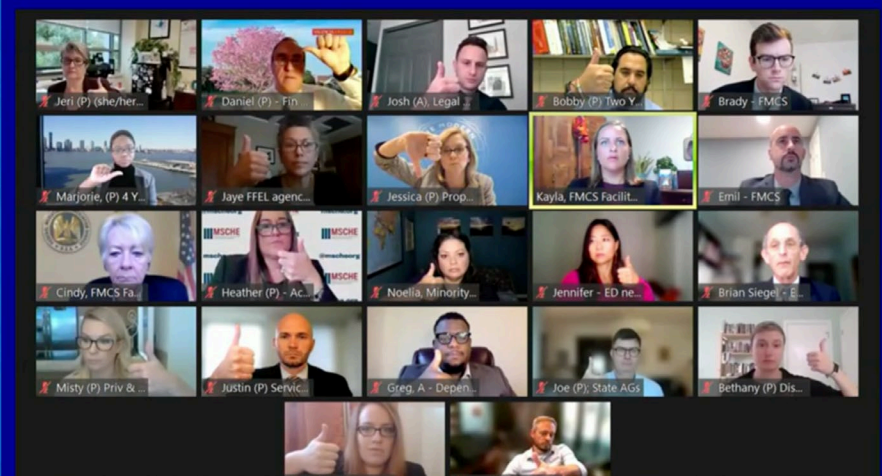 Jeri (P) (she/her...
Daniel (P) - Fin
Josh (A), Legal
Bobby (P) Two Y...
Brady - FMCS
Marjorie, (P) 4 Y...
Jaye FFEL agenc...
Jessica (P) Prop...
Kayla, FMCS Facilit...
Emil - FMCS
MSCHE
@mscheorg
MSCHE
Cindy, FMCS Fa...
Heather (P) - Ac...
Noelia, Minority...
Jennifer - ED ne...
Brian Siegel - E...
Misty (P) Priv & ...
Justin (P) Servic...
Greg, A - Depen...
Joe (P); State AGs
Bethany (P) Dis...